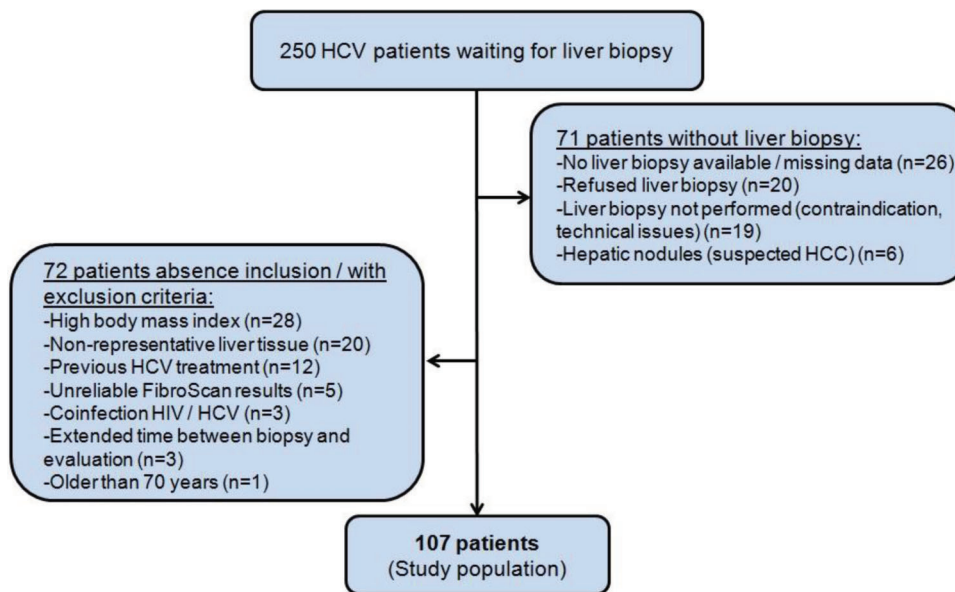 250 HCV patients waiting for liver biopsy
71 patients without liver biopsy:
-No liver biopsy available / missing data (n=26)
-Refused liver biopsy (n=20)
-Liver biopsy not performed (contraindication,
technical issues) (n=19)
-Hepatic nodules (suspected HCC) (n=6)
72 patients absence inclusion / with
exclusion criteria:
-High body mass index (n=28)
-Non-representative liver tissue (n=20)
-Previous HCV treatment (n=12)
-Unreliable FibroScan results (n=5)
-Coinfection HIV / HCV (n=3)
-Extended time between biopsy and
evaluation (n=3)
-Older than 70 years (n=1)
107 patients
(Study population)